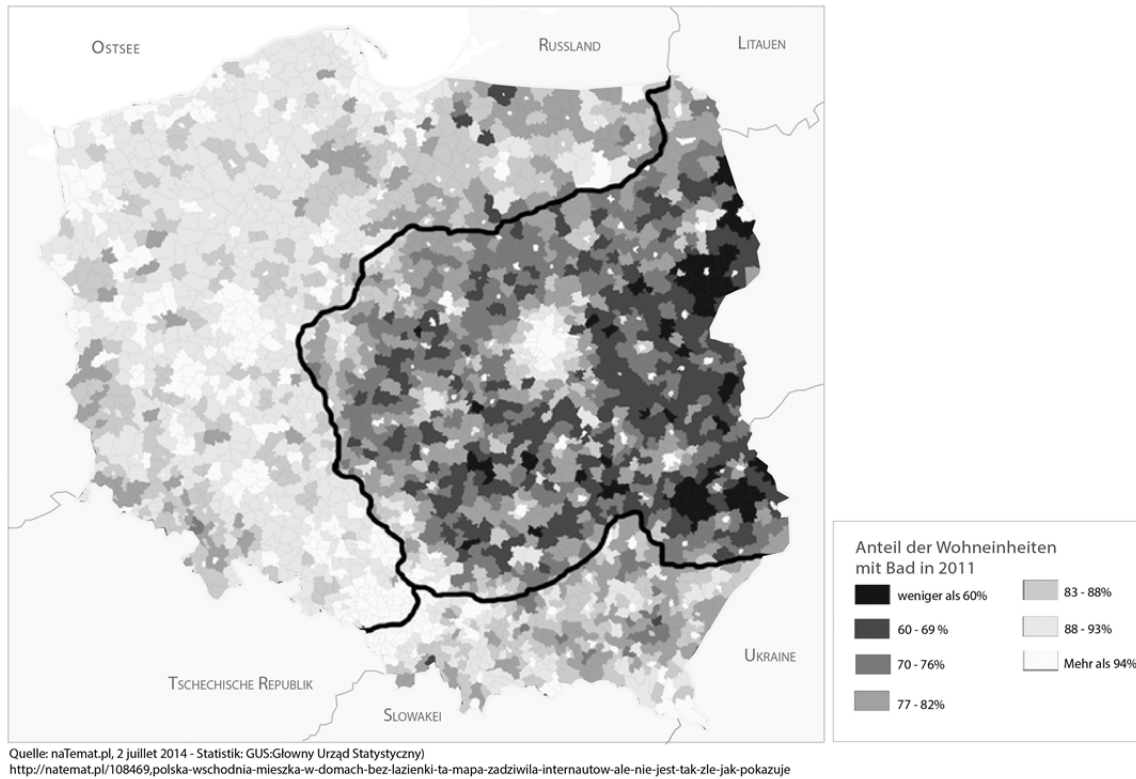 OSTSEE
RUSSLAND
LITAUEN
TSCHECHISCHE REPUBLIK
SLOWAKEI
UKRAINE
Anteil der Wohneinheiten
mit Bad in 2011
weniger als 60%
60 - 69 %
70 - 76%
77 - 82%
83 - 88%
88 - 93%
Mehr als 94%
Quelle: naTemat.pl, 2 juillet 2014 - Statistik: GUS:Głowny Urząd Statystyczny)
http://natemat.pl/108469,polska-wschodnia-mieszka-w-domach-bez-lazienki-ta-mapa-zadziwila-internautow-ale-nie-jest-tak-zle-jak-pokazuje